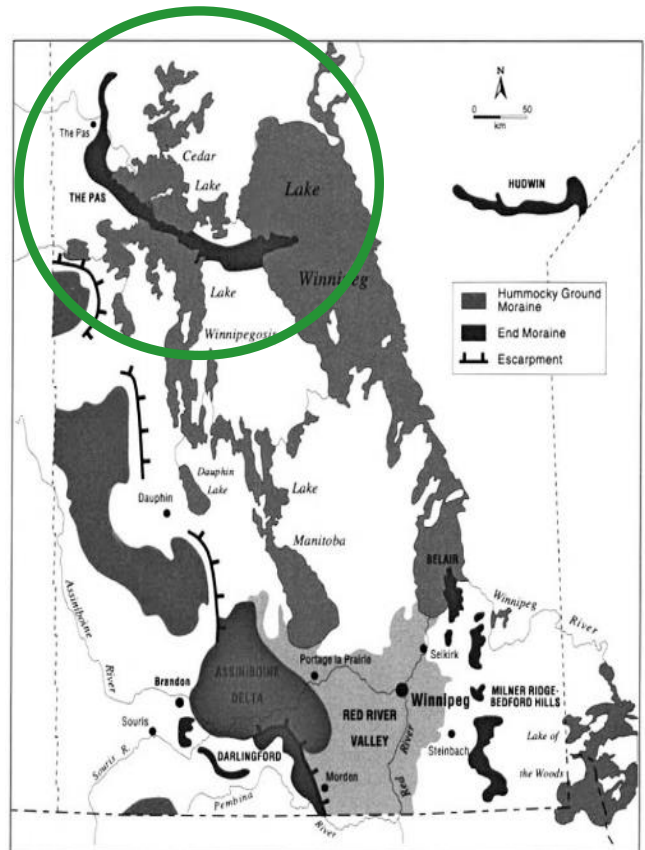 N
0 50
km
The Pas
Cedar
Lake
THE PAS
Lake
HUDWIN
Winnipeg
Lake
Winnipegosis
Hummocky Ground
Moraine
End Moraine
Escarpment
Dauphin
Lake
Dauphin
Lake
Manitoba
Assiniboine
River
BELAIR
Winnipeg
River
Selkirk
Portage la Prairie
ASSINIBOINE
DELTA
Brandon
Winnipeg
MILNER RIDGE-
BEDFORD HILLS
RED RIVER
VALLEY
Souris
River
Steinbach
Lake of
the Woods
Souris R.
DARLINGFORD
Morden
Red
Pembina
River